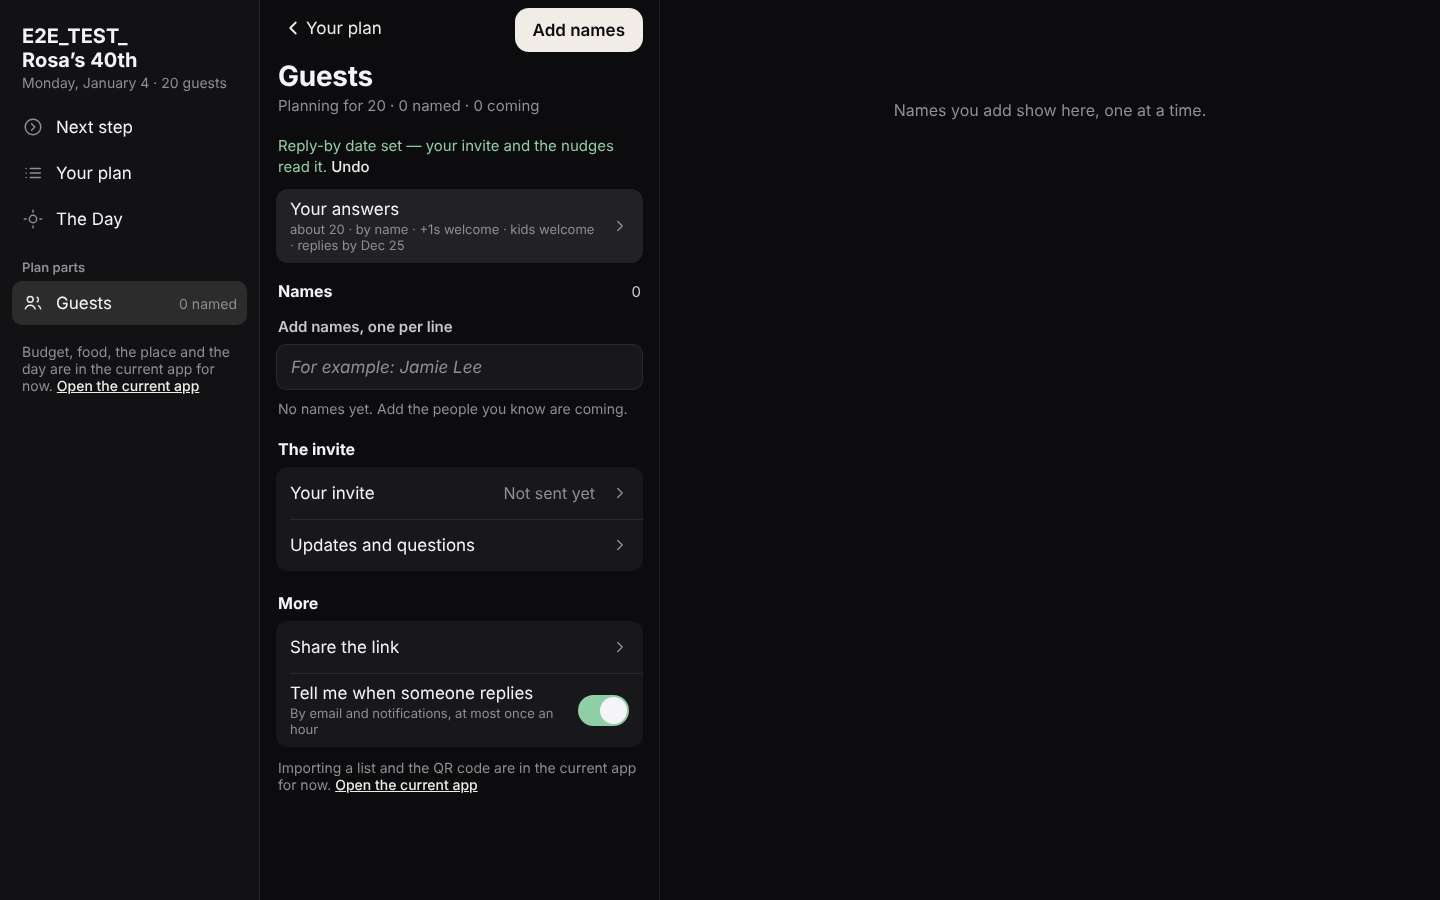 E2E_TEST_
Rosa’s 40th
Monday, January 4 · 20 guests
Next step
Your plan
The Day
Plan parts
Guests
0 named
Budget, food, the place and the
day are in the current app for
now. Open the current app
Your plan
Add names
Guests
Planning for 20 · 0 named · 0 coming
Reply-by date set — your invite and the nudges
read it. Undo
Your answers
about 20 · by name · +1s welcome · kids welcome
· replies by Dec 25
Names
0
Add names, one per line
For example: Jamie Lee
No names yet. Add the people you know are coming.
The invite
Your invite
Not sent yet
Updates and questions
More
Share the link
Tell me when someone replies
By email and notifications, at most once an
hour
Importing a list and the QR code are in the current app
for now. Open the current app
Names you add show here, one at a time.